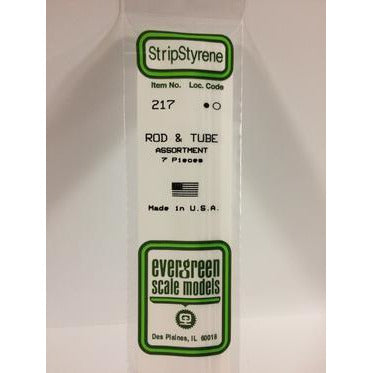 StripStyrene
Item No. Loc. Code
217 ●○
ROD & TUBE
ASSORTMENT
7 Pieces
Made in U.S.A.
evergreen
scale models
Des Plaines, IL 60018